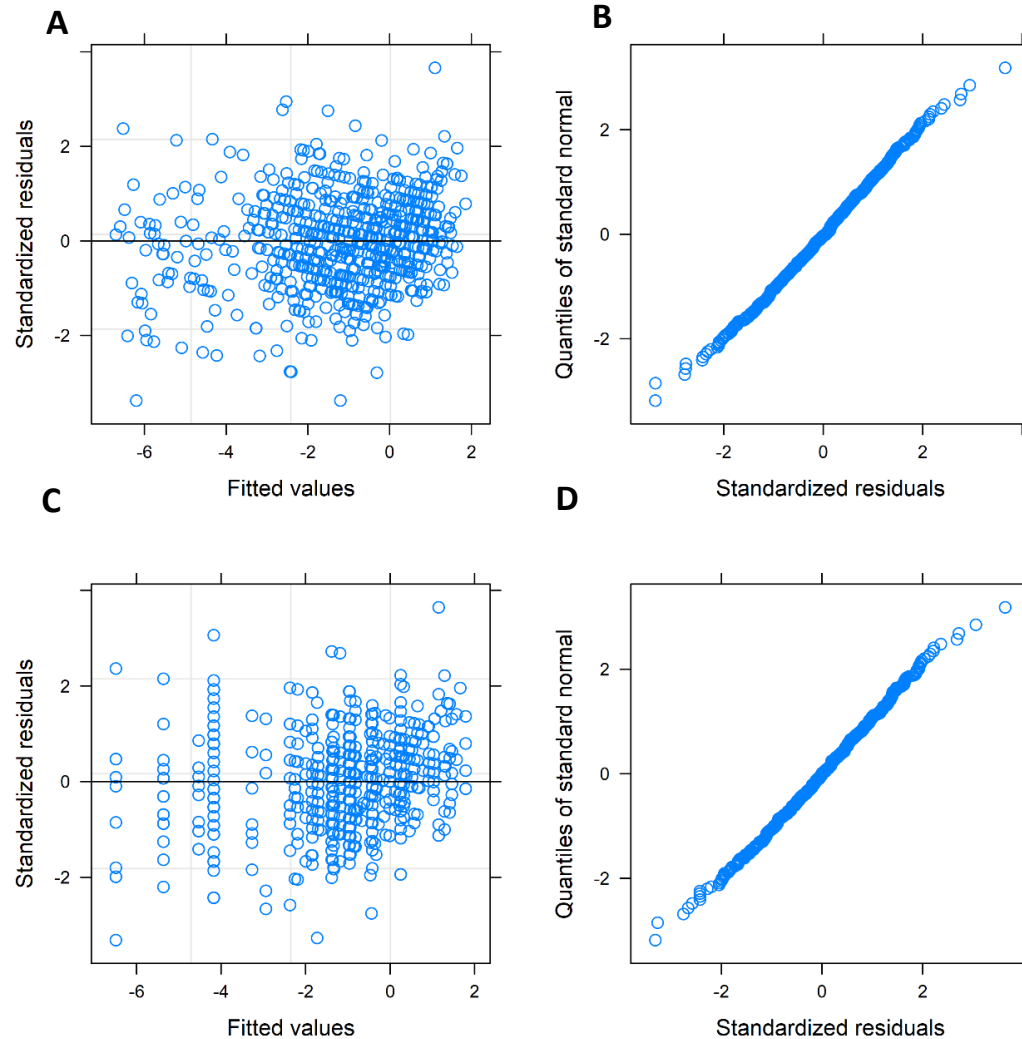 A
B
Standardized residuals
2
0
-2
-6
-4
-2
0
2
Fitted values
Quantiles of standard normal
2
0
-2
-2
0
2
Standardized residuals
C
D
Standardized residuals
2
0
-2
-6
-4
-2
0
2
Fitted values
Quantiles of standard normal
2
0
-2
-2
0
2
Standardized residuals